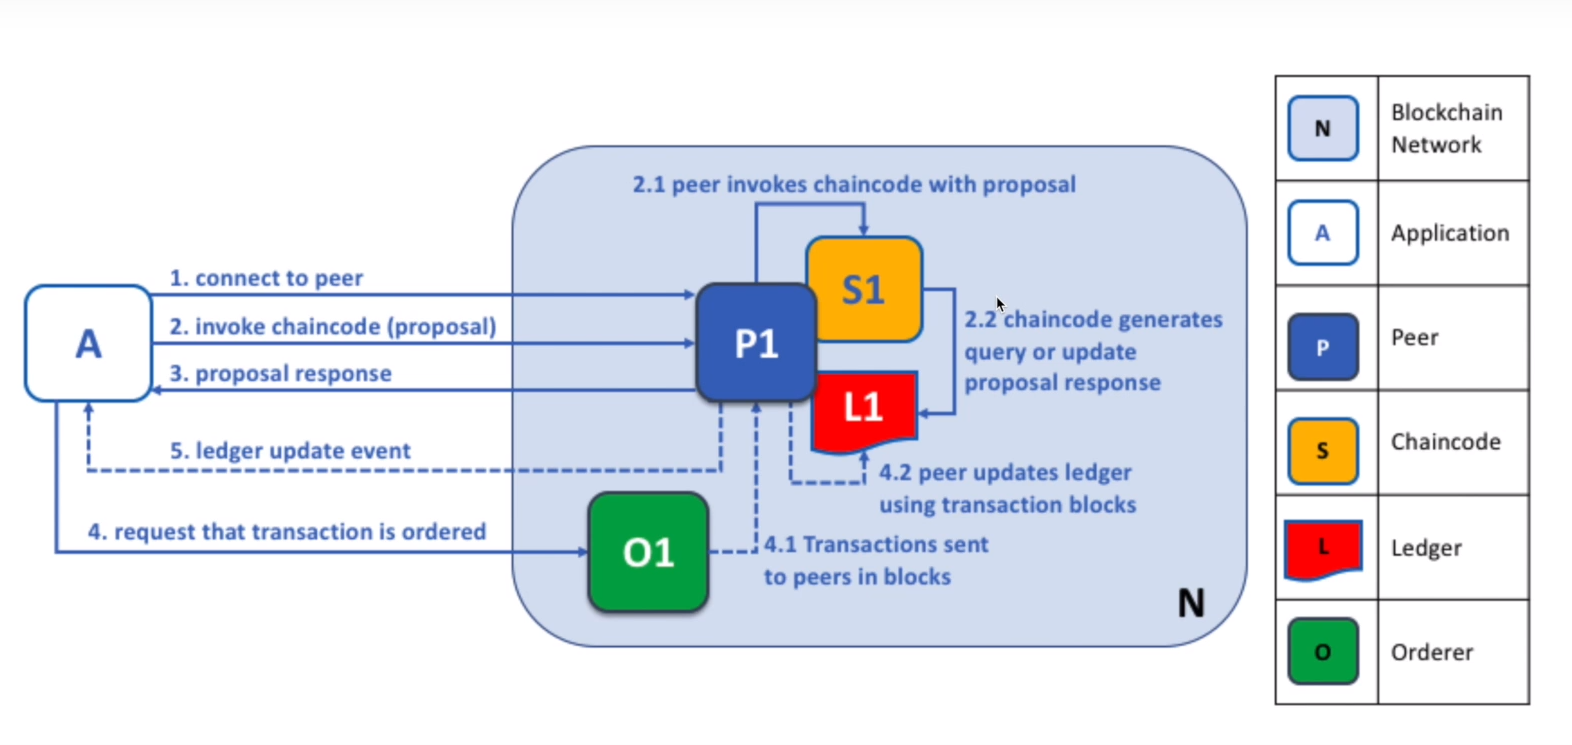 2.1 peer invokes chaincode with proposal
1. connect to peer
2. invoke chaincode (proposal)
3. proposal response
A
P1
S1
L1
2.2 chaincode generates
query or update
proposal response
5. ledger update event
4.2 peer updates ledger
using transaction blocks
4. request that transaction is ordered
O1
4.1 Transactions sent
to peers in blocks
N
N
Blockchain
Network
A
Application
P
Peer
S
Chaincode
L
Ledger
O
Orderer